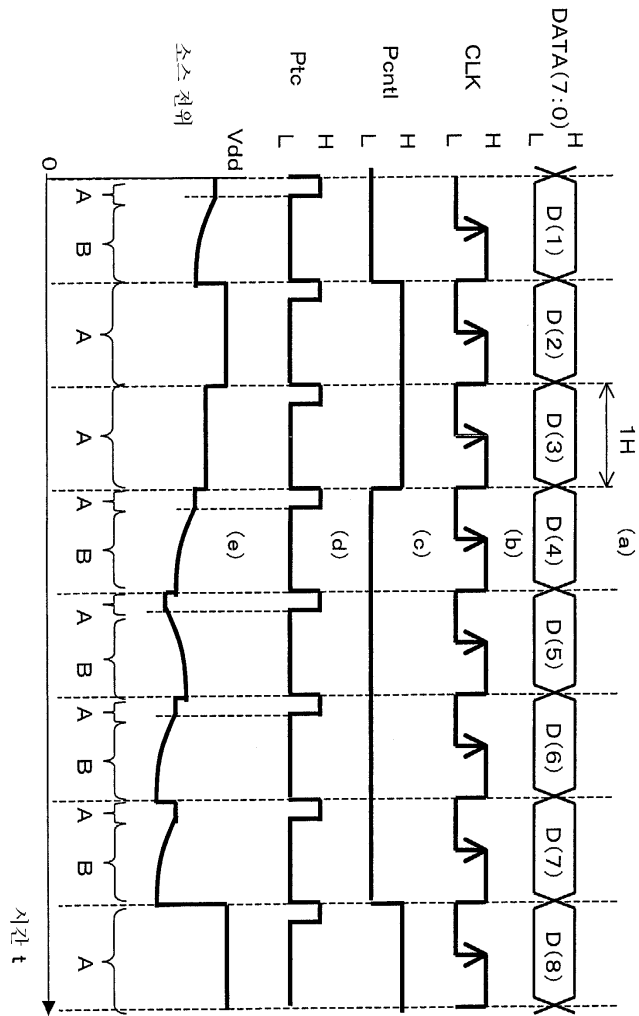 (a)
1H
DATA(7:0) H
L
D(1) D(2) D(3) D(4) D(5) D(6) D(7) D(8)
(b)
CLK H
L
(c)
Pcntl H
L
(d)
Ptc H
L
(e)
소스 전위 Vdd
0
A B A A A B A B A B A B A
시간 t